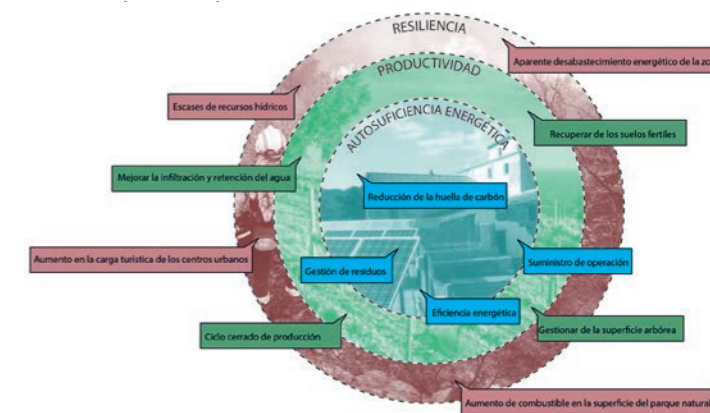 RESILIENCIA
Aparente desabastecimiento energético de la
PRODUCTIVIDAD
Escases de recursos hídricos
AUTOSUFICIENCIA ENERGÉTICA
Recuperar de los suelos fertiles
Mejorar la infiltración y retención del agua
Reducción de la huella de carbón
Aumento en la carga turistica de los centros urbanos
Suministro de operación
Gestión de residuos
Eficiencia energética
Ciclo cerrado de producción
Gestionar de la superficie arbórea
Aumento de combustible en la superficie del parque natural